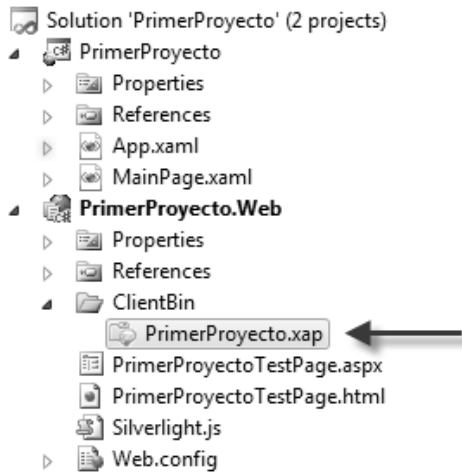 Solution 'PrimerProyecto' (2 projects)
PrimerProyecto
Properties
References
App.xaml
MainPage.xaml
PrimerProyecto.Web
Properties
References
ClientBin
PrimerProyecto.xap
PrimerProyectoTestPage.aspx
PrimerProyectoTestPage.html
Silverlight.js
Web.config